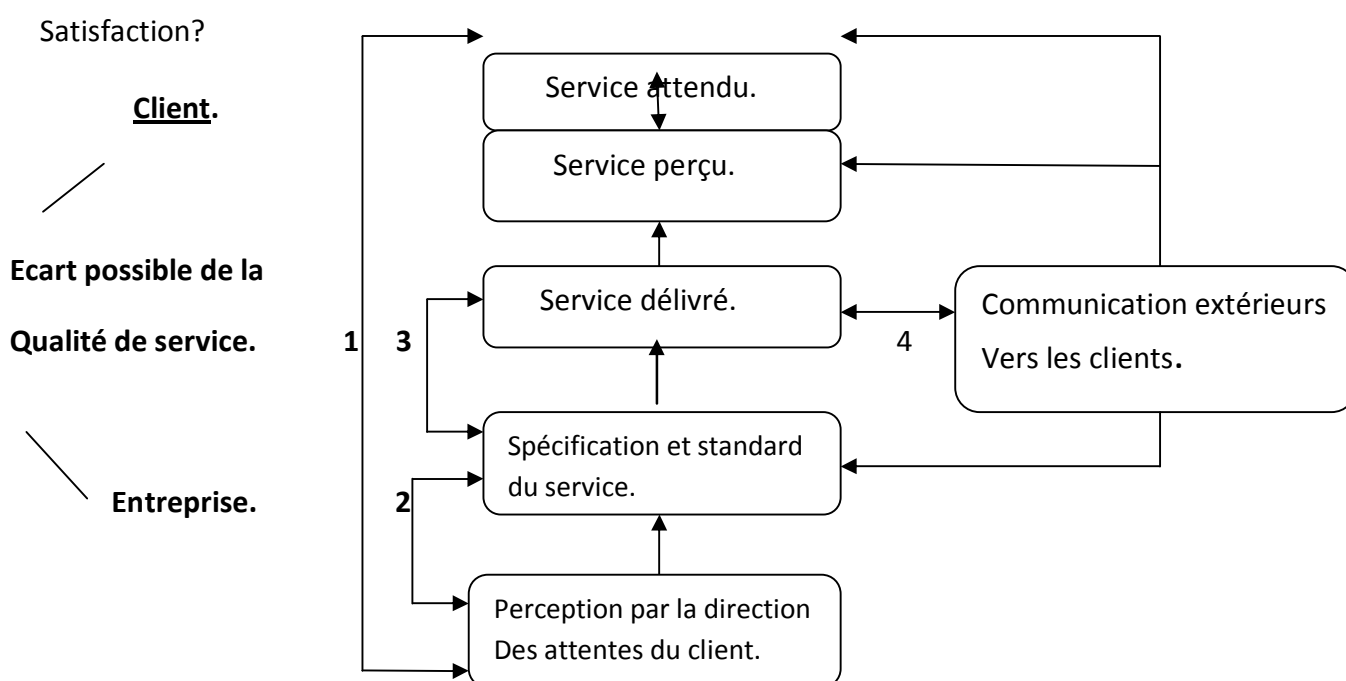 Satisfaction?
Service attendu.
Client.
Service perçu.
Ecart possible de la
Service délivré.
Communication extérieurs
Qualité de service.
1
3
4
Vers les clients.
Spécification et standard
du service.
Entreprise.
2
Perception par la direction
Des attentes du client.